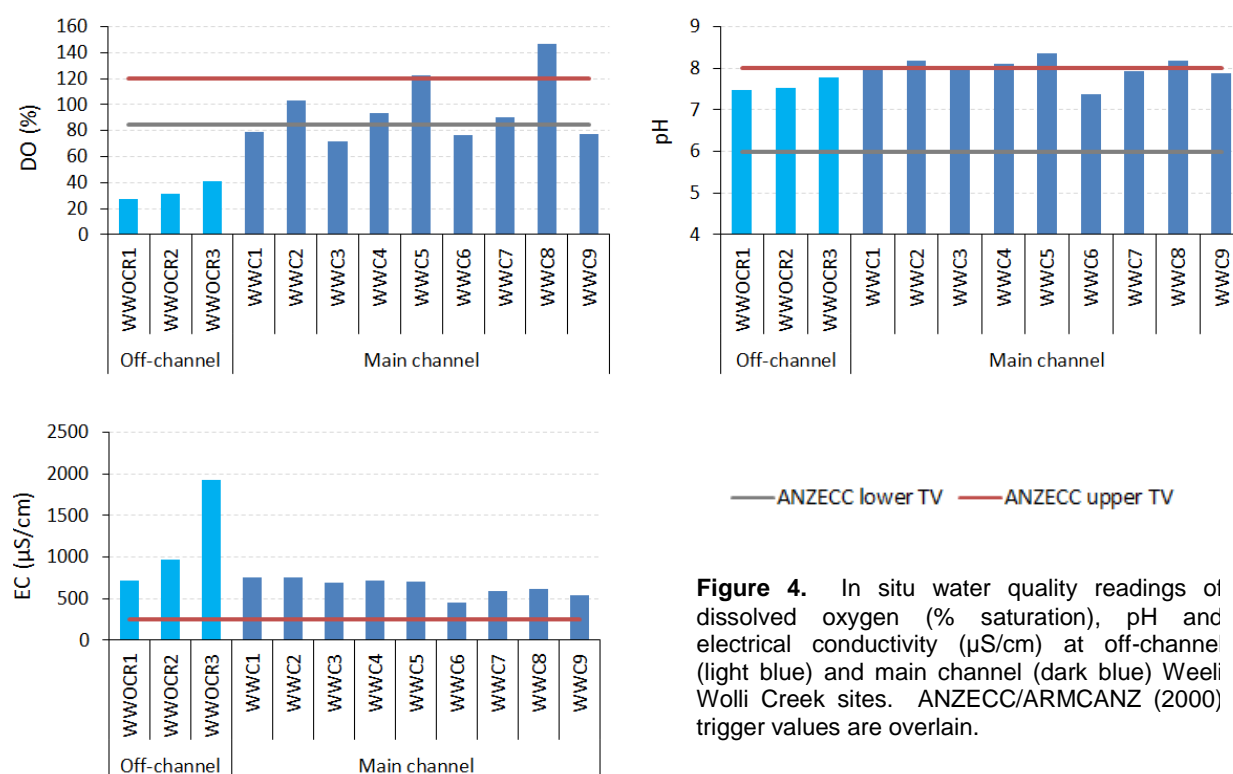 160
140
120
100
80
60
40
20
0
DO (%)
WWOCR1
WWOCR2
WWOCR3
WWC1
WWC2
WWC3
WWC4
WWC5
WWC6
WWC7
WWC8
WWC9
Off-channel
Main channel
9
8
7
6
5
4
pH
WWOCR1
WWOCR2
WWOCR3
WWC1
WWC2
WWC3
WWC4
WWC5
WWC6
WWC7
WWC8
WWC9
Off-channel
Main channel
2500
2000
1500
1000
500
0
EC (µS/cm)
WWOCR1
WWOCR2
WWOCR3
WWC1
WWC2
WWC3
WWC4
WWC5
WWC6
WWC7
WWC8
WWC9
Off-channel
Main channel
ANZECC lower TV
ANZECC upper TV
Figure 4. In situ water quality readings of
dissolved oxygen (% saturation), pH and
electrical conductivity (µS/cm) at off-channel
(light blue) and main channel (dark blue) Weeli
Wolli Creek sites. ANZECC/ARMCANZ (2000)
trigger values are overlain.